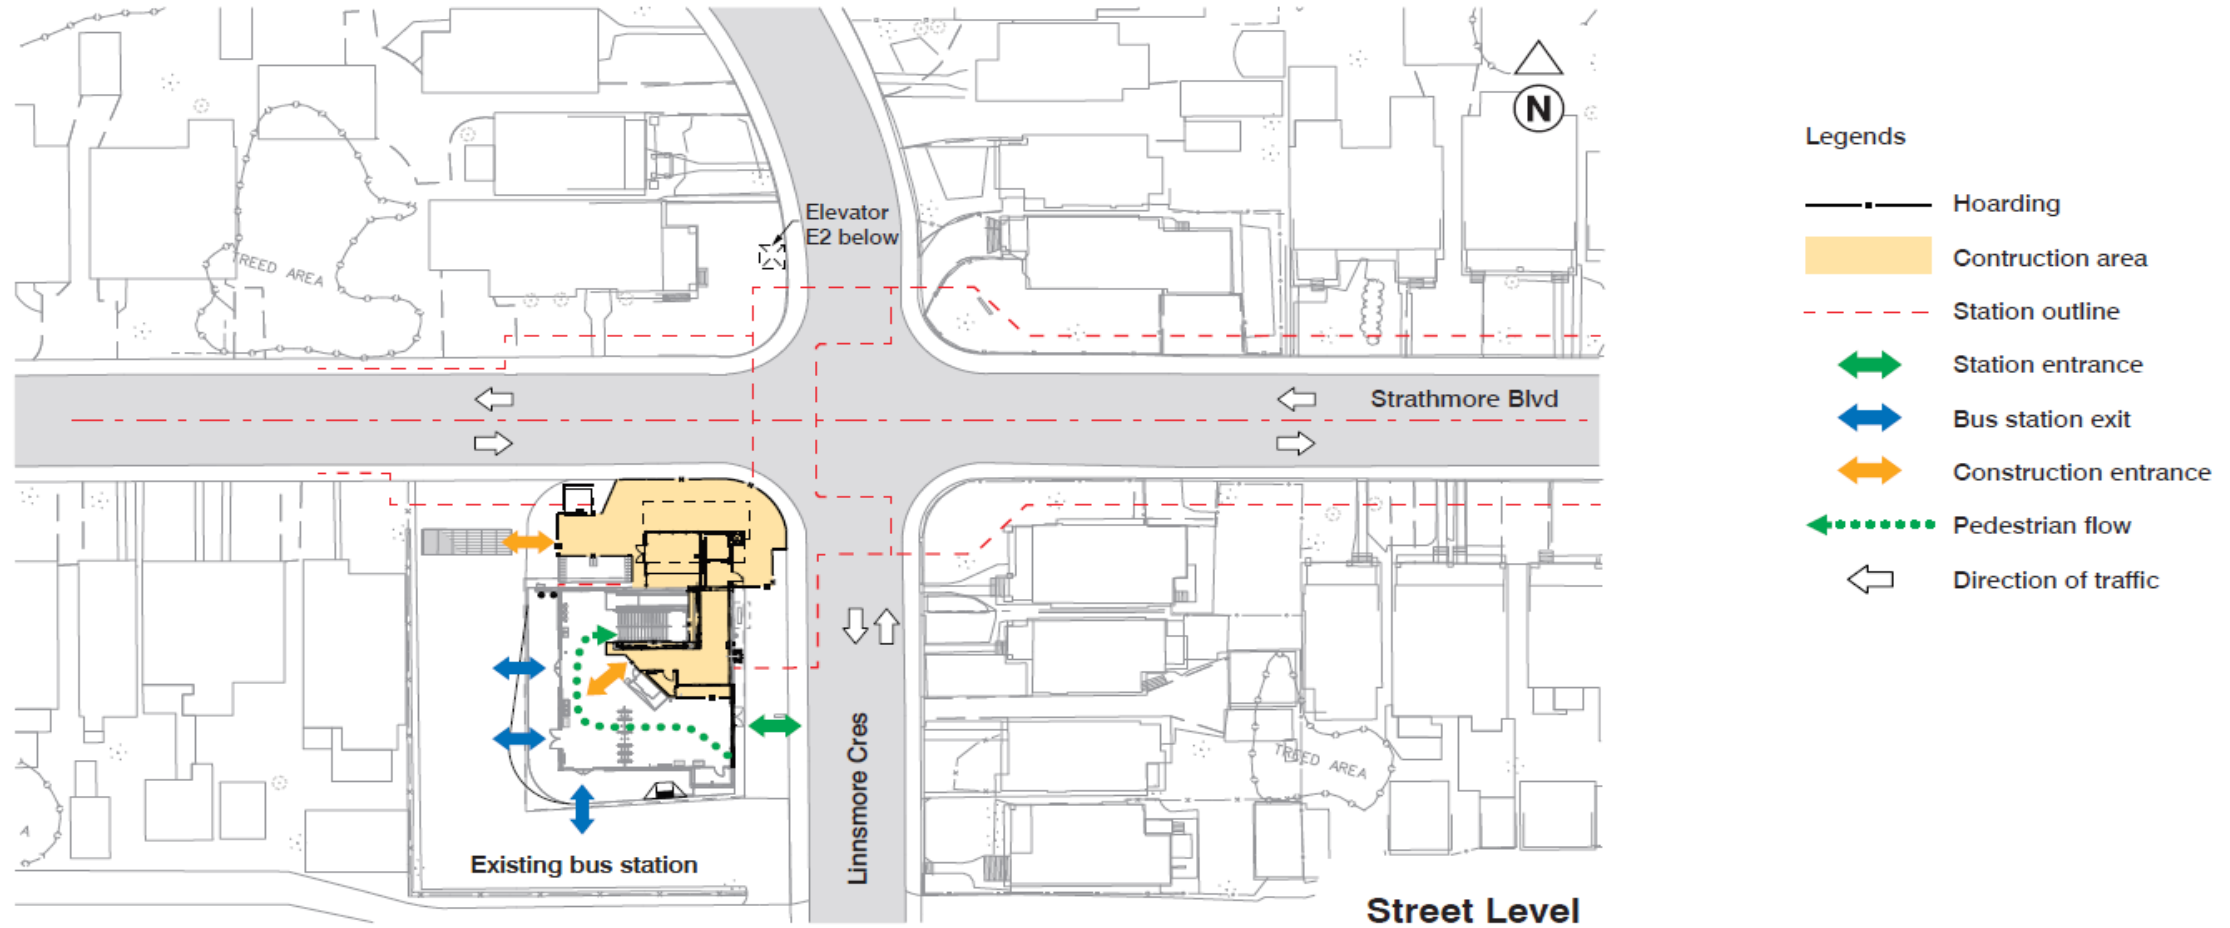 N
Elevator
E2 below
TREED AREA
Strathmore Blvd
Linnsmore Cres
TREED AREA
A
Existing bus station
Street Level
Legends
Hoarding
Contruction area
Station outline
Station entrance
Bus station exit
Construction entrance
Pedestrian flow
Direction of traffic